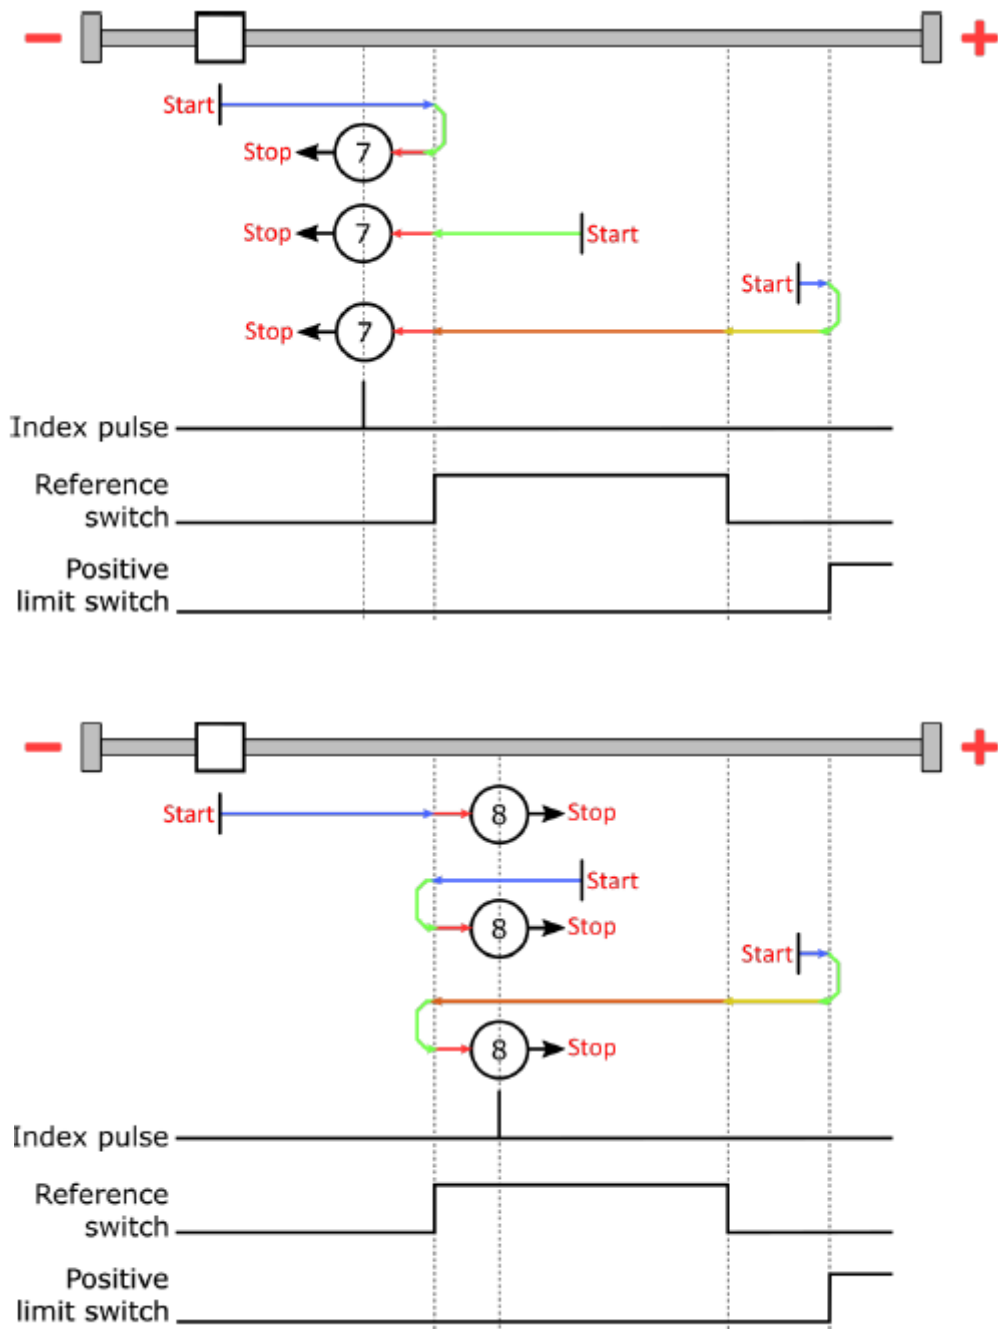 − +
Start
Stop 7
Stop 7 Start
Start
Stop 7
Index pulse
Reference
switch
Positive
limit switch
− +
Start 8 Stop
Start
8 Stop
Start
8 Stop
Index pulse
Reference
switch
Positive
limit switch